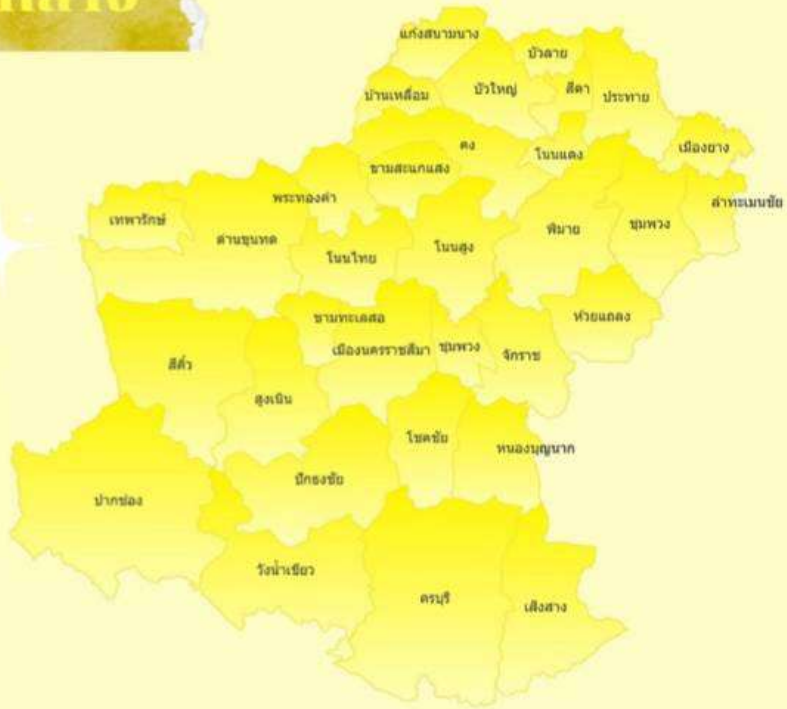 แก้งสนามนาง
บัวลาย
บ้านเหลื่อม
บัวใหญ่
สีดา
ประทาย
คง
โนนแดง
เมืองยาง
ขามสะแกแสง
พระทองคำ
ลำทะเมนชัย
เทพารักษ์
ด่านขุนทด
โนนไทย
โนนสูง
พิมาย
ชุมพวง
ขามทะเลสอ
ห้วยแถลง
สีคิ้ว
เมืองนครราชสีมา
ชุมพวง
จักราช
สูงเนิน
โชคชัย
หนองบุญนาก
ปักธงชัย
ปากช่อง
วังน้ำเขียว
ครบุรี
เสิงสาง